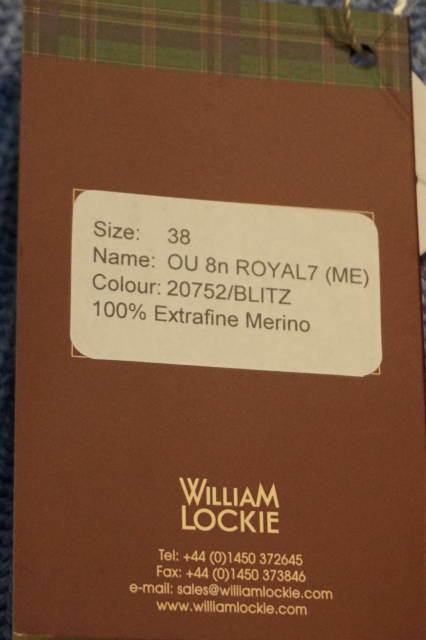 Size: 38
Name: OU 8n ROYAL7 (ME)
Colour: 20752/BLITZ
100% Extrafine Merino
WILLIAM
LOCKIE
Tel: +44 (0)1450 372645
Fax: +44 (0)1450 373846
e-mail: sales@williamlockie.com
www.williamlockie.com